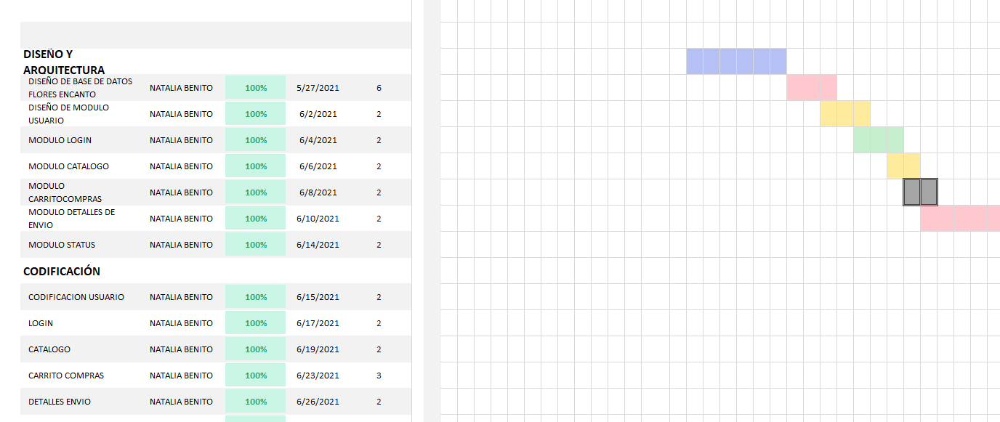 DISEÑO Y
ARQUITECTURA
DISEÑO DE BASE DE DATOS
FLORES ENCANTO NATALIA BENITO 100% 5/27/2021 6
DISEÑO DE MODULO
USUARIO NATALIA BENITO 100% 6/2/2021 2
MODULO LOGIN NATALIA BENITO 100% 6/4/2021 2
MODULO CATALOGO NATALIA BENITO 100% 6/6/2021 2
MODULO
CARRITOCOMPRAS NATALIA BENITO 100% 6/8/2021 2
MODULO DETALLES DE
ENVIO NATALIA BENITO 100% 6/10/2021 2
MODULO STATUS NATALIA BENITO 100% 6/14/2021 2
CODIFICACIÓN
CODIFICACION USUARIO NATALIA BENITO 100% 6/15/2021 2
LOGIN NATALIA BENITO 100% 6/17/2021 2
CATALOGO NATALIA BENITO 100% 6/19/2021 2
CARRITO COMPRAS NATALIA BENITO 100% 6/23/2021 3
DETALLES ENVIO NATALIA BENITO 100% 6/26/2021 2